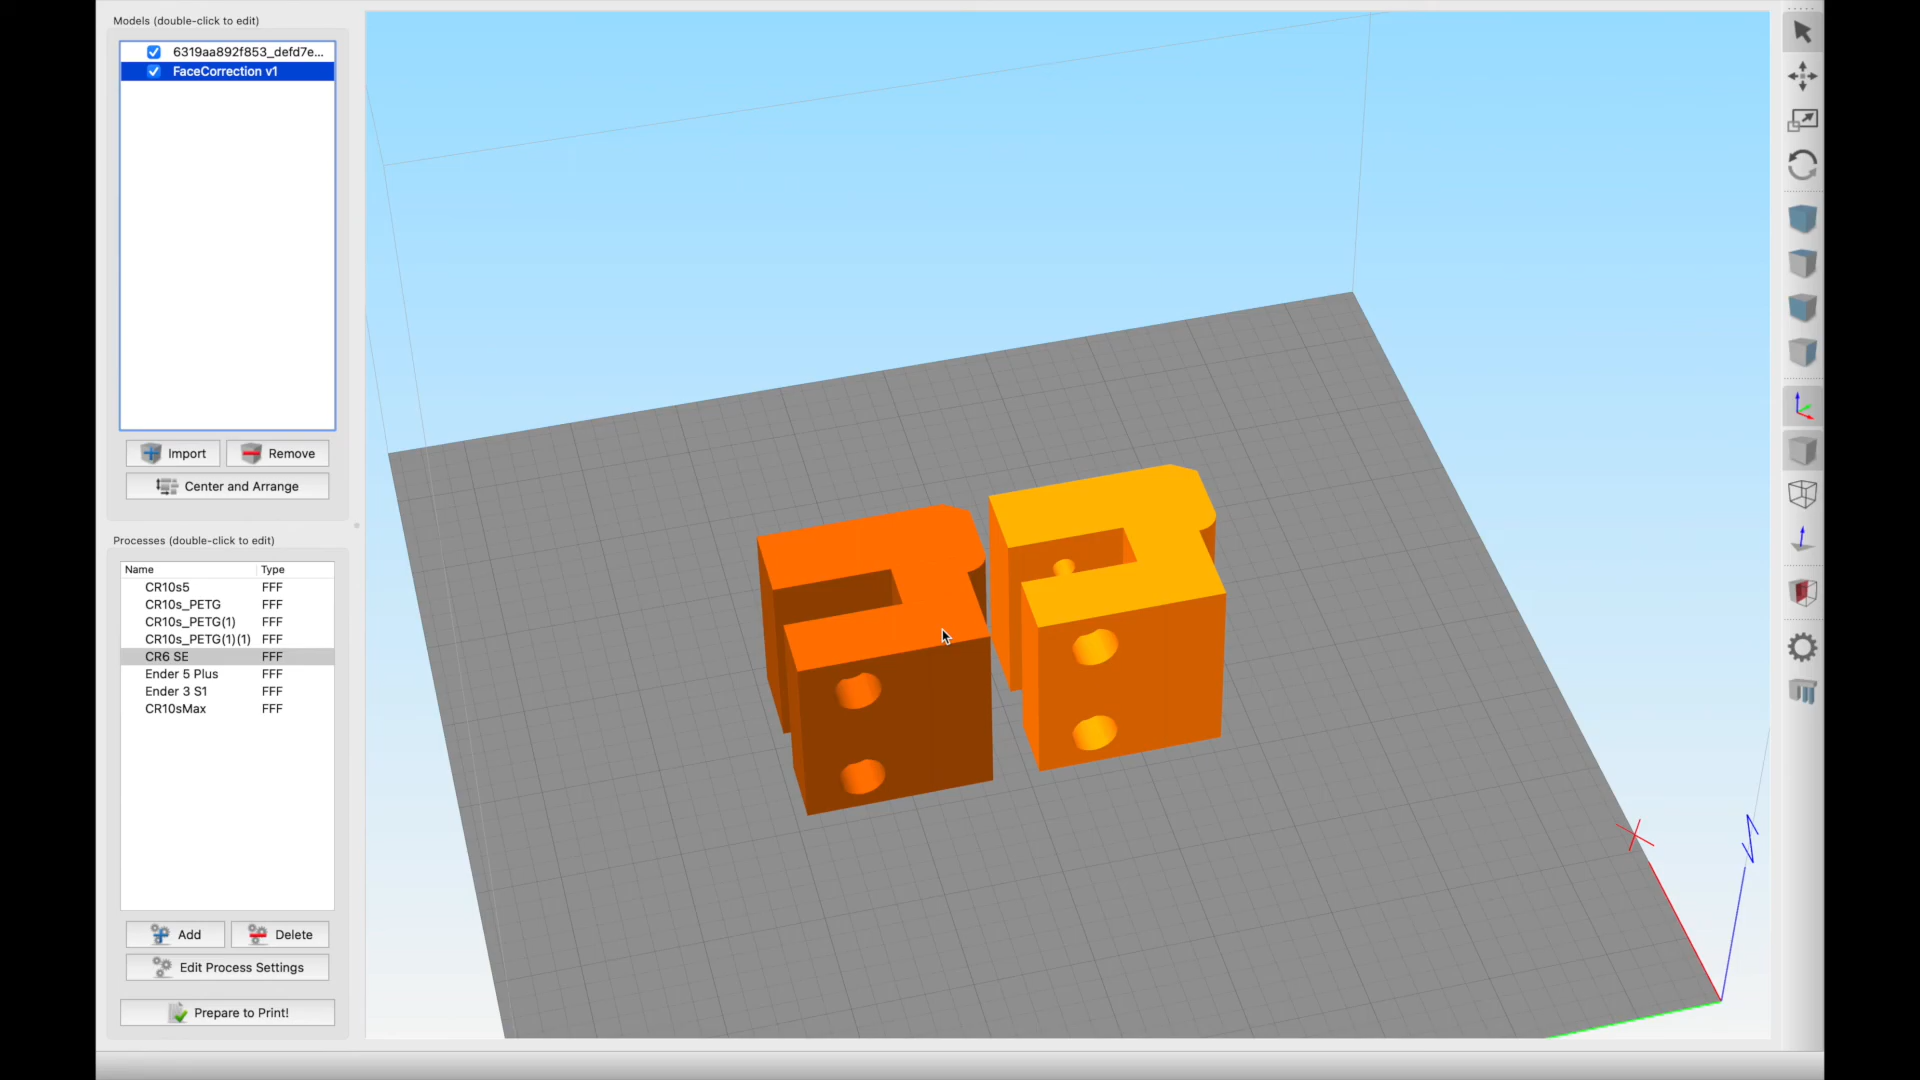 Models (double-click to edit)
6319aa892f853_defd7e...
FaceCorrection v1
Import
Remove
Center and Arrange
Processes (double-click to edit)
Name Type
CR10s5 FFF
CR10s_PETG FFF
CR10s_PETG(1) FFF
CR10s_PETG(1)(1) FFF
CR6 SE FFF
Ender 5 Plus FFF
Ender 3 S1 FFF
CR10sMax FFF
Add
Delete
Edit Process Settings
Prepare to Print!
X
Z